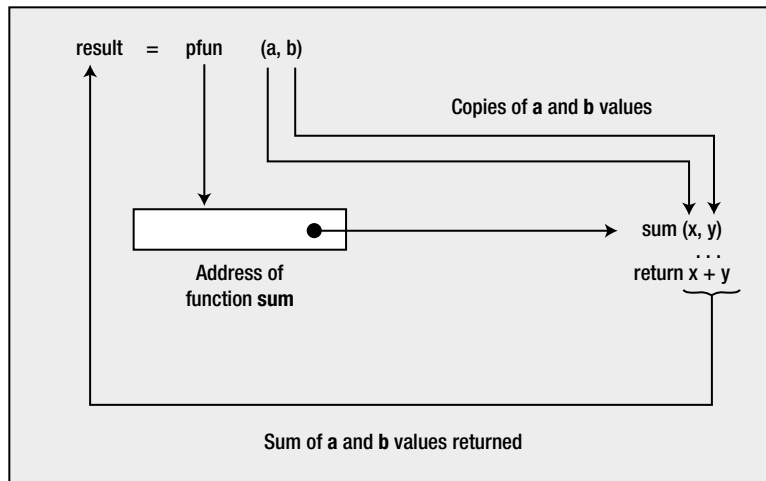 result = pfun (a, b)
Copies of a and b values
sum (x, y)
. . .
return x + y
Address of
function sum
Sum of a and b values returned